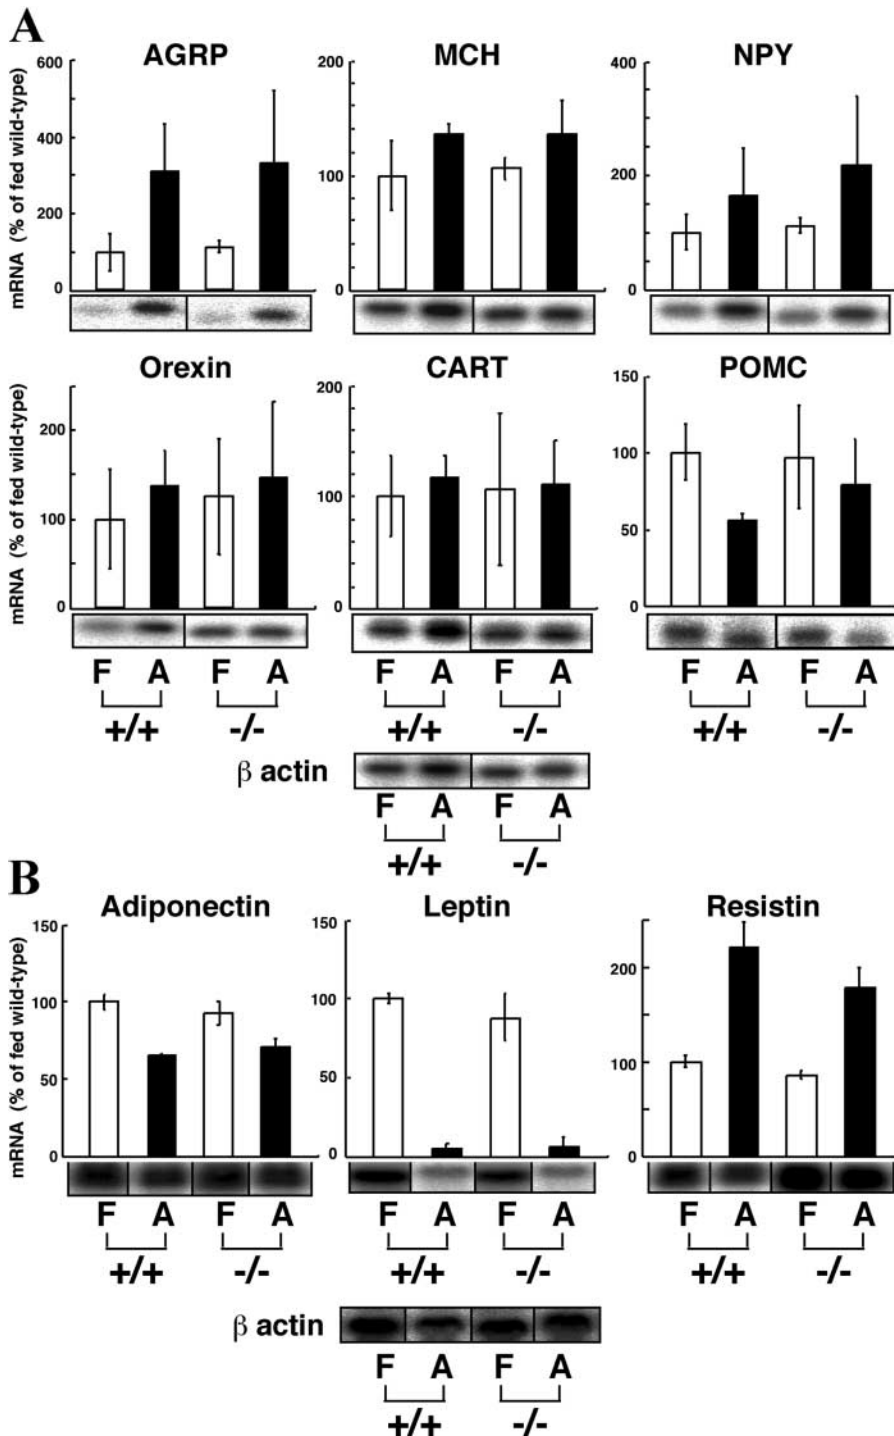 A
AGRP MCH NPY
mRNA (% of fed wild-type)
600 400 200 0
200 100 0
400 200 0
Orexin CART POMC
mRNA (% of fed wild-type)
200 100 0
200 100 0
150 100 50 0
F A F A F A F A F A F A
+/+ -/- +/+ -/- +/+ -/-
β actin
F A F A
+/+ -/-
B
Adiponectin Leptin Resistin
mRNA (% of fed wild-type)
150 100 50 0
150 100 50 0
200 100 0
F A F A F A F A F A F A
+/+ -/- +/+ -/- +/+ -/-
β actin
F A F A
+/+ -/-